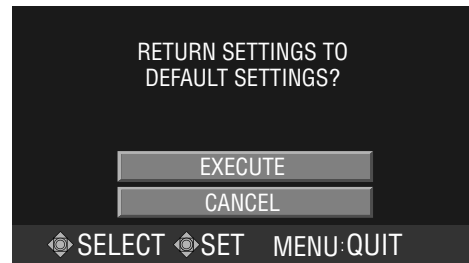 RETURN SETTINGS TO
DEFAULT SETTINGS?
EXECUTE
CANCEL
SELECT SET MENU:QUIT